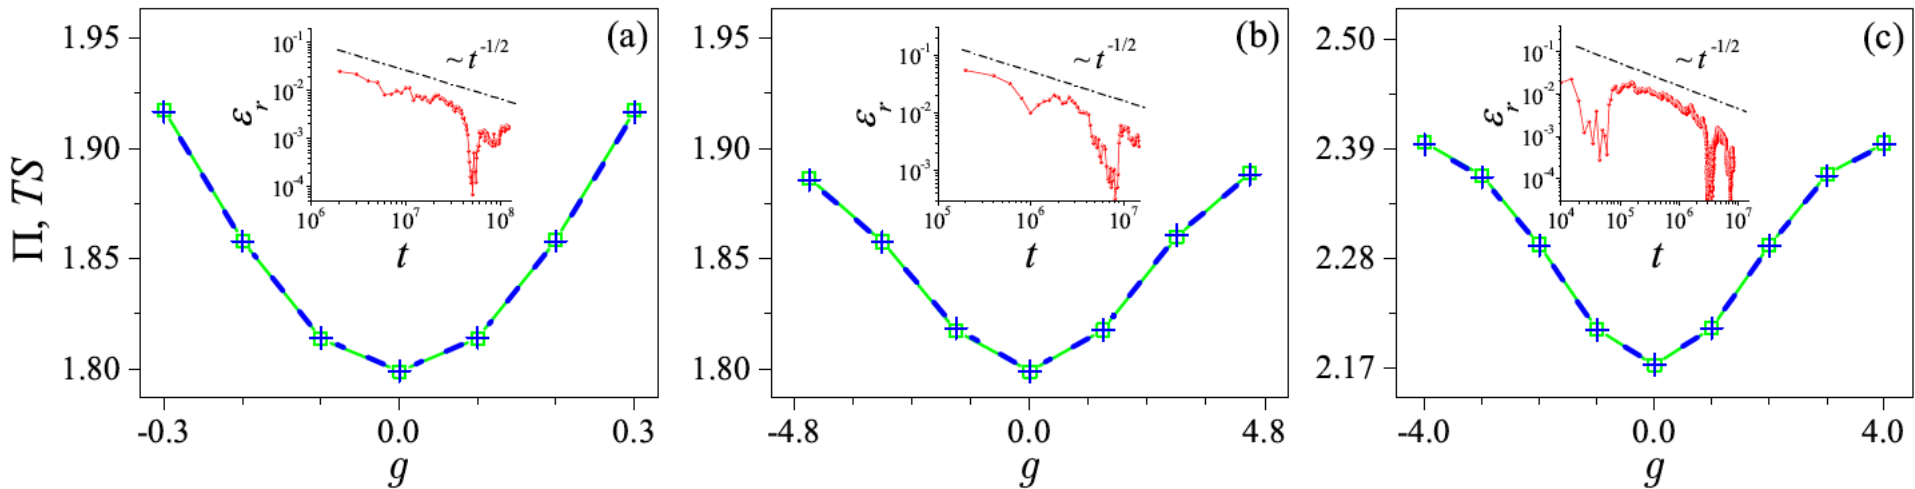 Π, TS
(a)
1.95
1.90
1.85
1.80
-0.3
0.0
0.3
g
~ t^-1/2
ε_r
10^-1
10^-2
10^-3
10^-4
10^6
10^7
10^8
t
(b)
1.95
1.90
1.85
1.80
-4.8
0.0
4.8
g
~ t^-1/2
ε_r
10^-1
10^-2
10^-3
10^5
10^6
10^7
t
(c)
2.50
2.39
2.28
2.17
-4.0
0.0
4.0
g
~ t^-1/2
ε_r
10^-1
10^-2
10^-3
10^-4
10^4
10^5
10^6
10^7
t